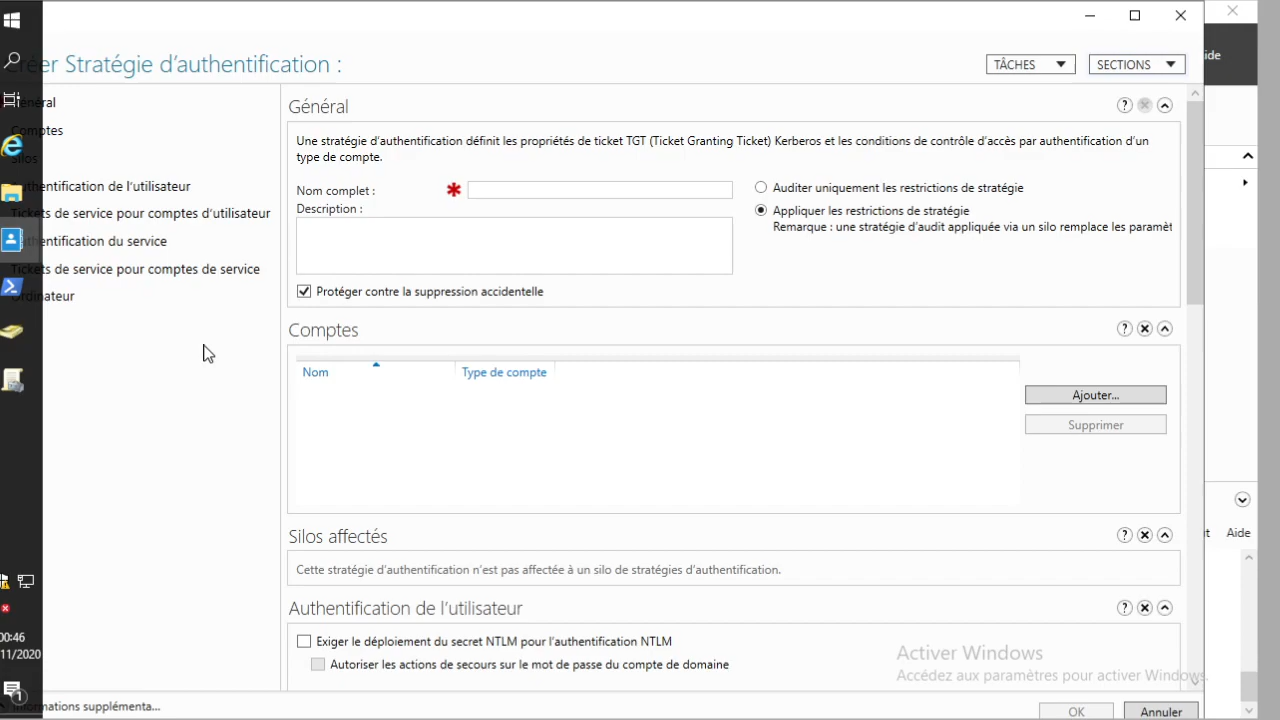 réer Stratégie d'authentification :
TÂCHES
SECTIONS
ide
Général
Comptes
Silos
Authentification de l'utilisateur
Tickets de service pour comptes d'utilisateur
Authentification du service
Tickets de service pour comptes de service
Ordinateur
Général
Une stratégie d'authentification définit les propriétés de ticket TGT (Ticket Granting Ticket) Kerberos et les conditions de contrôle d'accès par authentification d'un
type de compte.
Nom complet :
Description :
Auditer uniquement les restrictions de stratégie
Appliquer les restrictions de stratégie
Remarque : une stratégie d'audit appliquée via un silo remplace les paramèt
Protéger contre la suppression accidentelle
Comptes
Nom
Type de compte
Ajouter...
Supprimer
Silos affectés
Cette stratégie d'authentification n'est pas affectée à un silo de stratégies d'authentification.
Authentification de l'utilisateur
Exiger le déploiement du secret NTLM pour l'authentification NTLM
Autoriser les actions de secours sur le mot de passe du compte de domaine
t Aide
Activer Windows
Accédez aux paramètres pour activer Windows.
00:46
11/2020
1
Informations supplémenta...
OK
Annuler